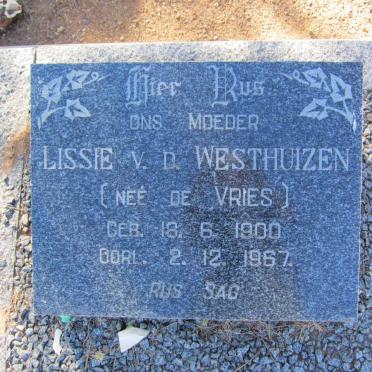 Hier Rus
ONS MOEDER
LISSIE V. D. WESTHUIZEN
( NEÉ DE VRIES )
GEB. 18. 6. 1900
OORL. 2. 12. 1967.
RUS SAG